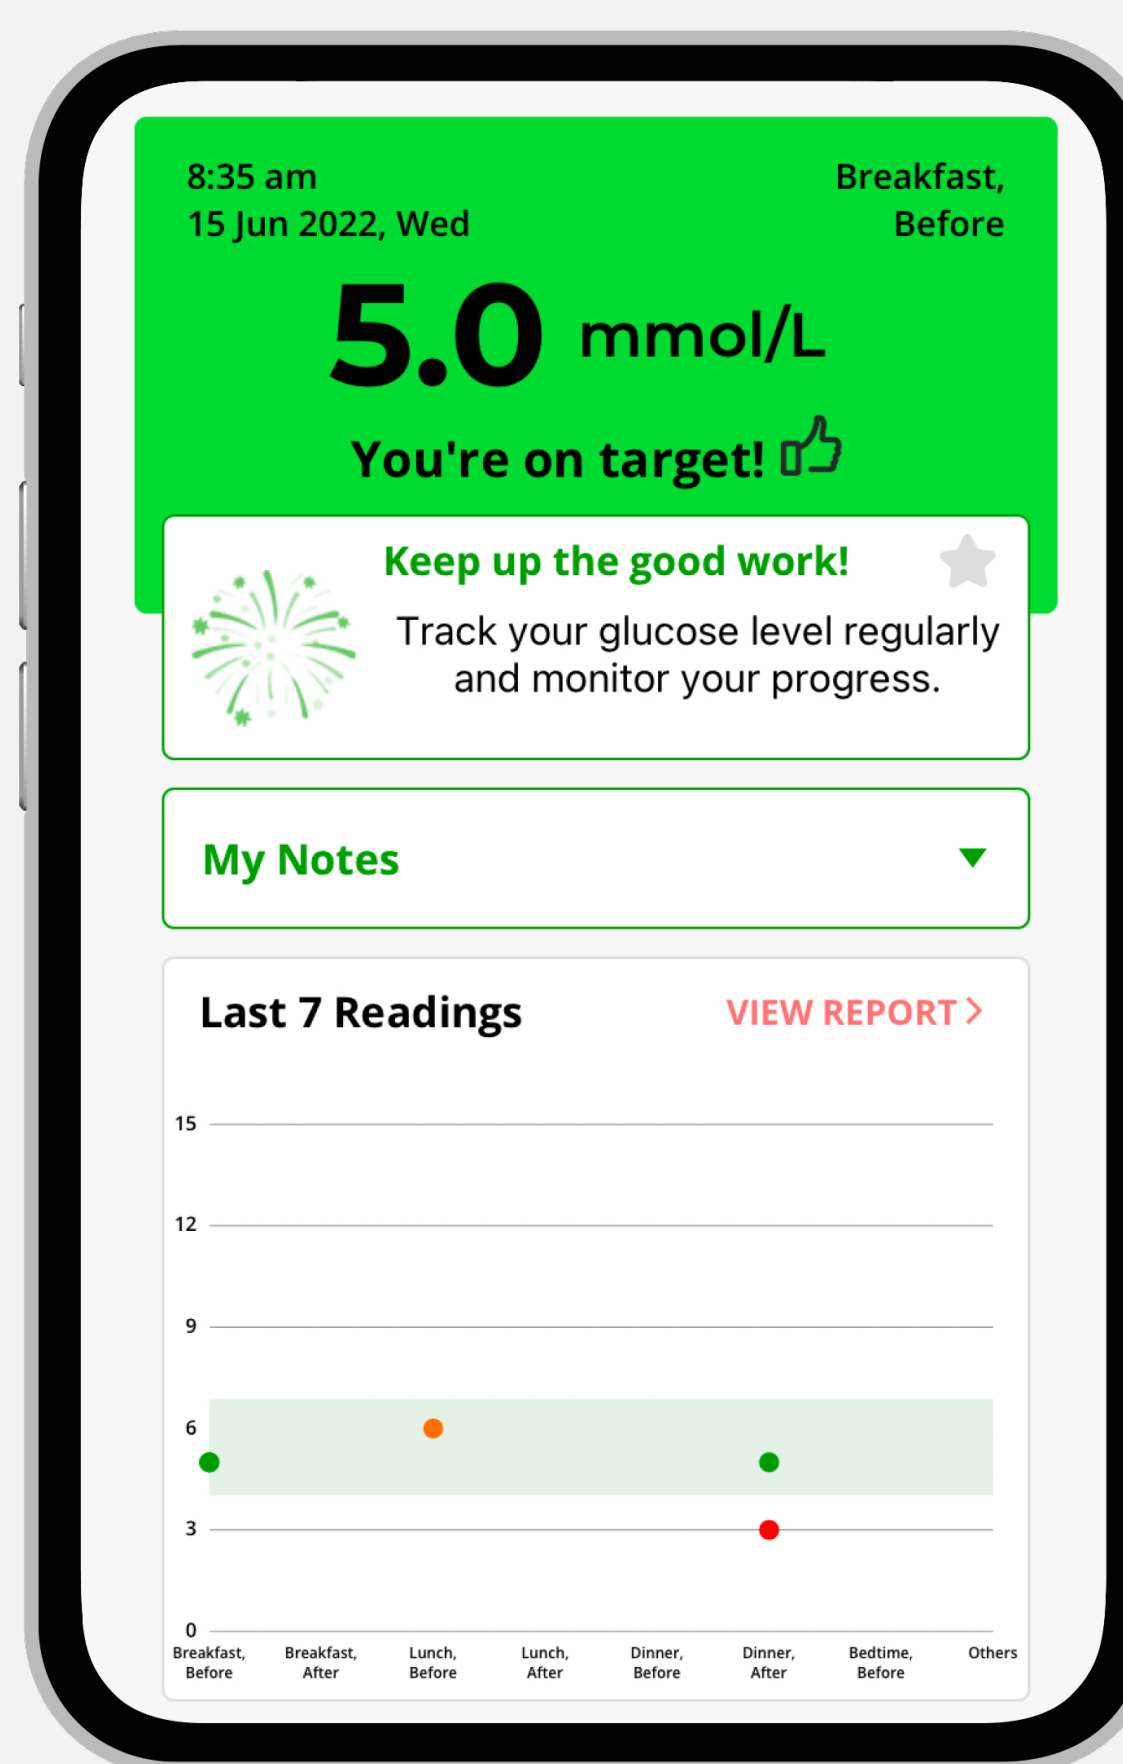 8:35 am
15 Jun 2022, Wed
Breakfast,
Before
5.0 mmol/L
You're on target!
Keep up the good work!
Track your glucose level regularly
and monitor your progress.
My Notes
Last 7 Readings
VIEW REPORT
15
12
9
6
3
0
Breakfast,
Before
Breakfast,
After
Lunch,
Before
Lunch,
After
Dinner,
Before
Dinner,
After
Bedtime,
Before
Others